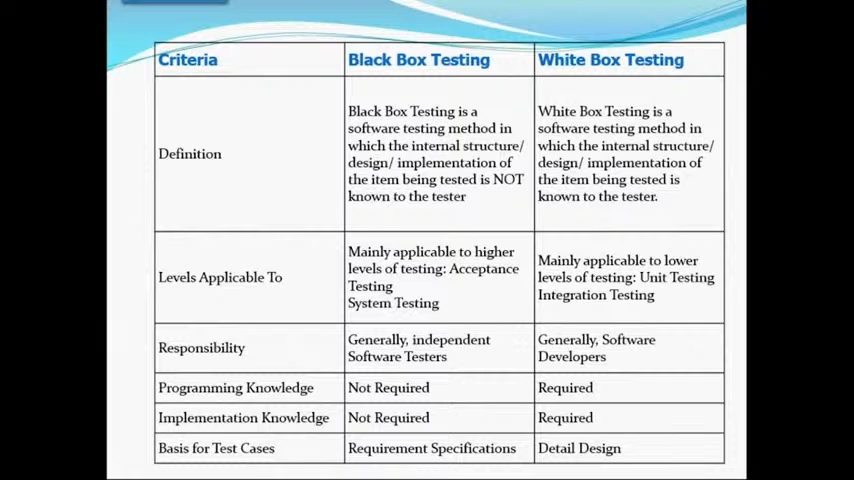 Criteria
Black Box Testing
White Box Testing
Definition
Black Box Testing is a
software testing method in
which the internal structure/
design/ implementation of
the item being tested is NOT
known to the tester
White Box Testing is a
software testing method in
which the internal structure/
design/ implementation of
the item being tested is
known to the tester.
Levels Applicable To
Mainly applicable to higher
levels of testing: Acceptance
Testing
System Testing
Mainly applicable to lower
levels of testing: Unit Testing
Integration Testing
Responsibility
Generally, independent
Software Testers
Generally, Software
Developers
Programming Knowledge
Not Required
Required
Implementation Knowledge
Not Required
Required
Basis for Test Cases
Requirement Specifications
Detail Design